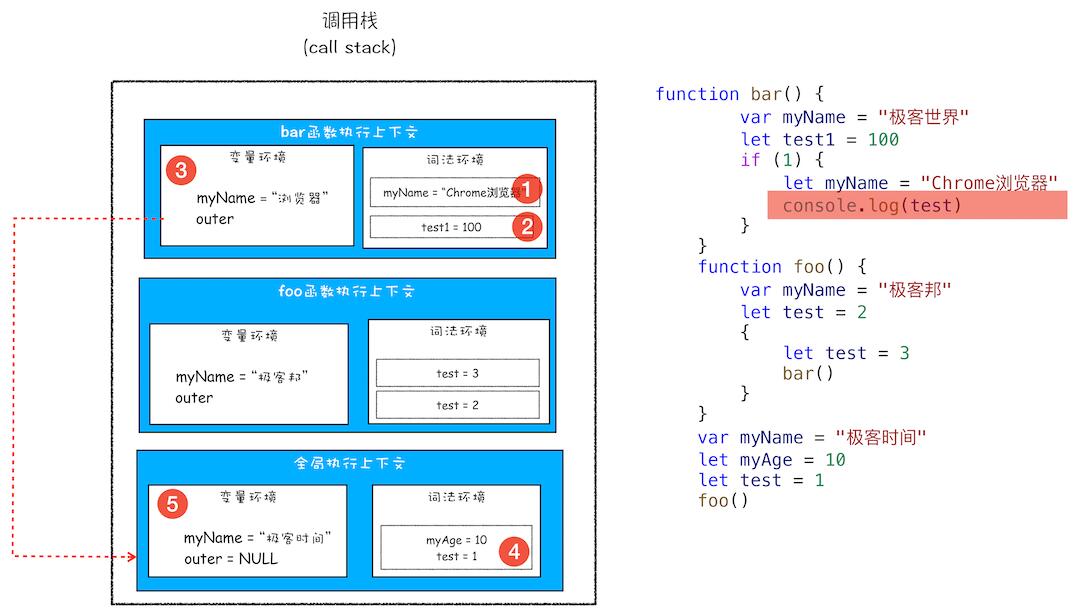 调用栈
(call stack)
bar函数执行上下文
3
变量环境
myName = “浏览器”
outer
词法环境
myName = “Chrome浏览器”
1
test1 = 100
2
foo函数执行上下文
变量环境
myName = “极客邦”
outer
词法环境
test = 3
test = 2
全局执行上下文
5
变量环境
myName = “极客时间”
outer = NULL
词法环境
myAge = 10
test = 1
4
function bar() {
var myName = "极客世界"
let test1 = 100
if (1) {
let myName = "Chrome浏览器"
console.log(test)
}
}
function foo() {
var myName = "极客邦"
let test = 2
{
let test = 3
bar()
}
}
var myName = "极客时间"
let myAge = 10
let test = 1
foo()